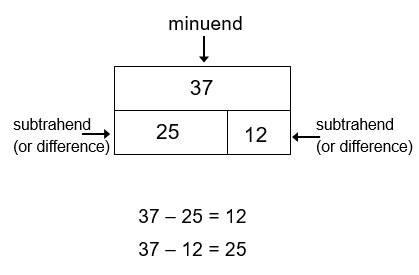 minuend
37
subtrahend
(or difference)
25
12
subtrahend
(or difference)
37 – 25 = 12
37 – 12 = 25